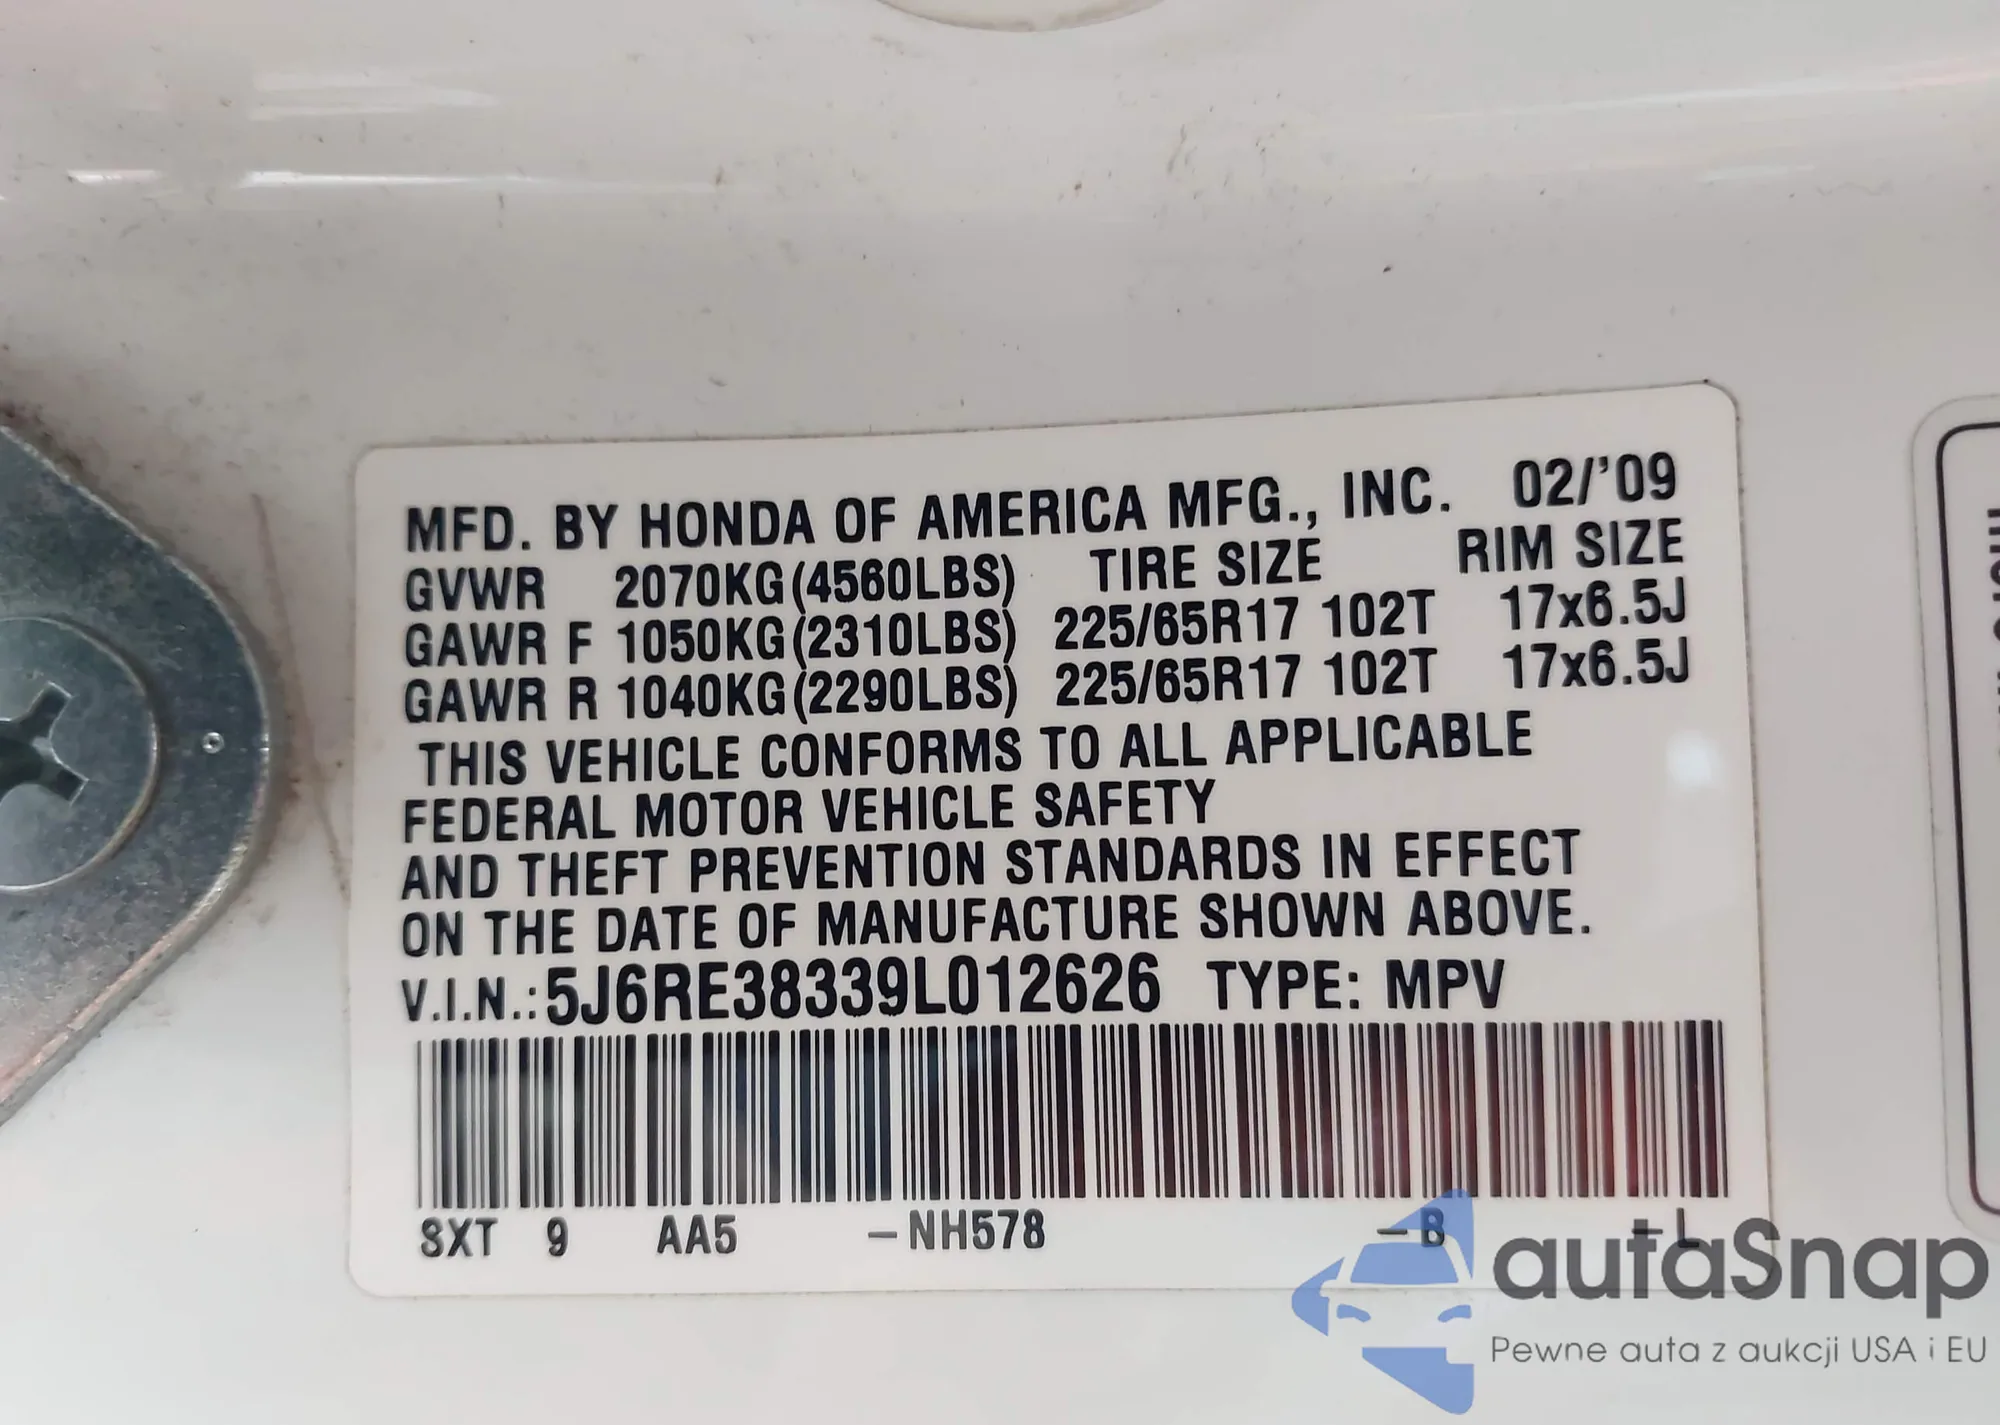 MFD. BY HONDA OF AMERICA MFG., INC. 02/'09
GVWR 2070KG(4560LBS) TIRE SIZE RIM SIZE
GAWR F 1050KG(2310LBS) 225/65R17 102T 17x6.5J
GAWR R 1040KG(2290LBS) 225/65R17 102T 17x6.5J
THIS VEHICLE CONFORMS TO ALL APPLICABLE
FEDERAL MOTOR VEHICLE SAFETY
AND THEFT PREVENTION STANDARDS IN EFFECT
ON THE DATE OF MANUFACTURE SHOWN ABOVE.
V.I.N.:5J6RE38339L012626 TYPE: MPV
SXT 9 AA5 -NH578 -B -L
autaSnap
Pewne auta z aukcji USA i EU